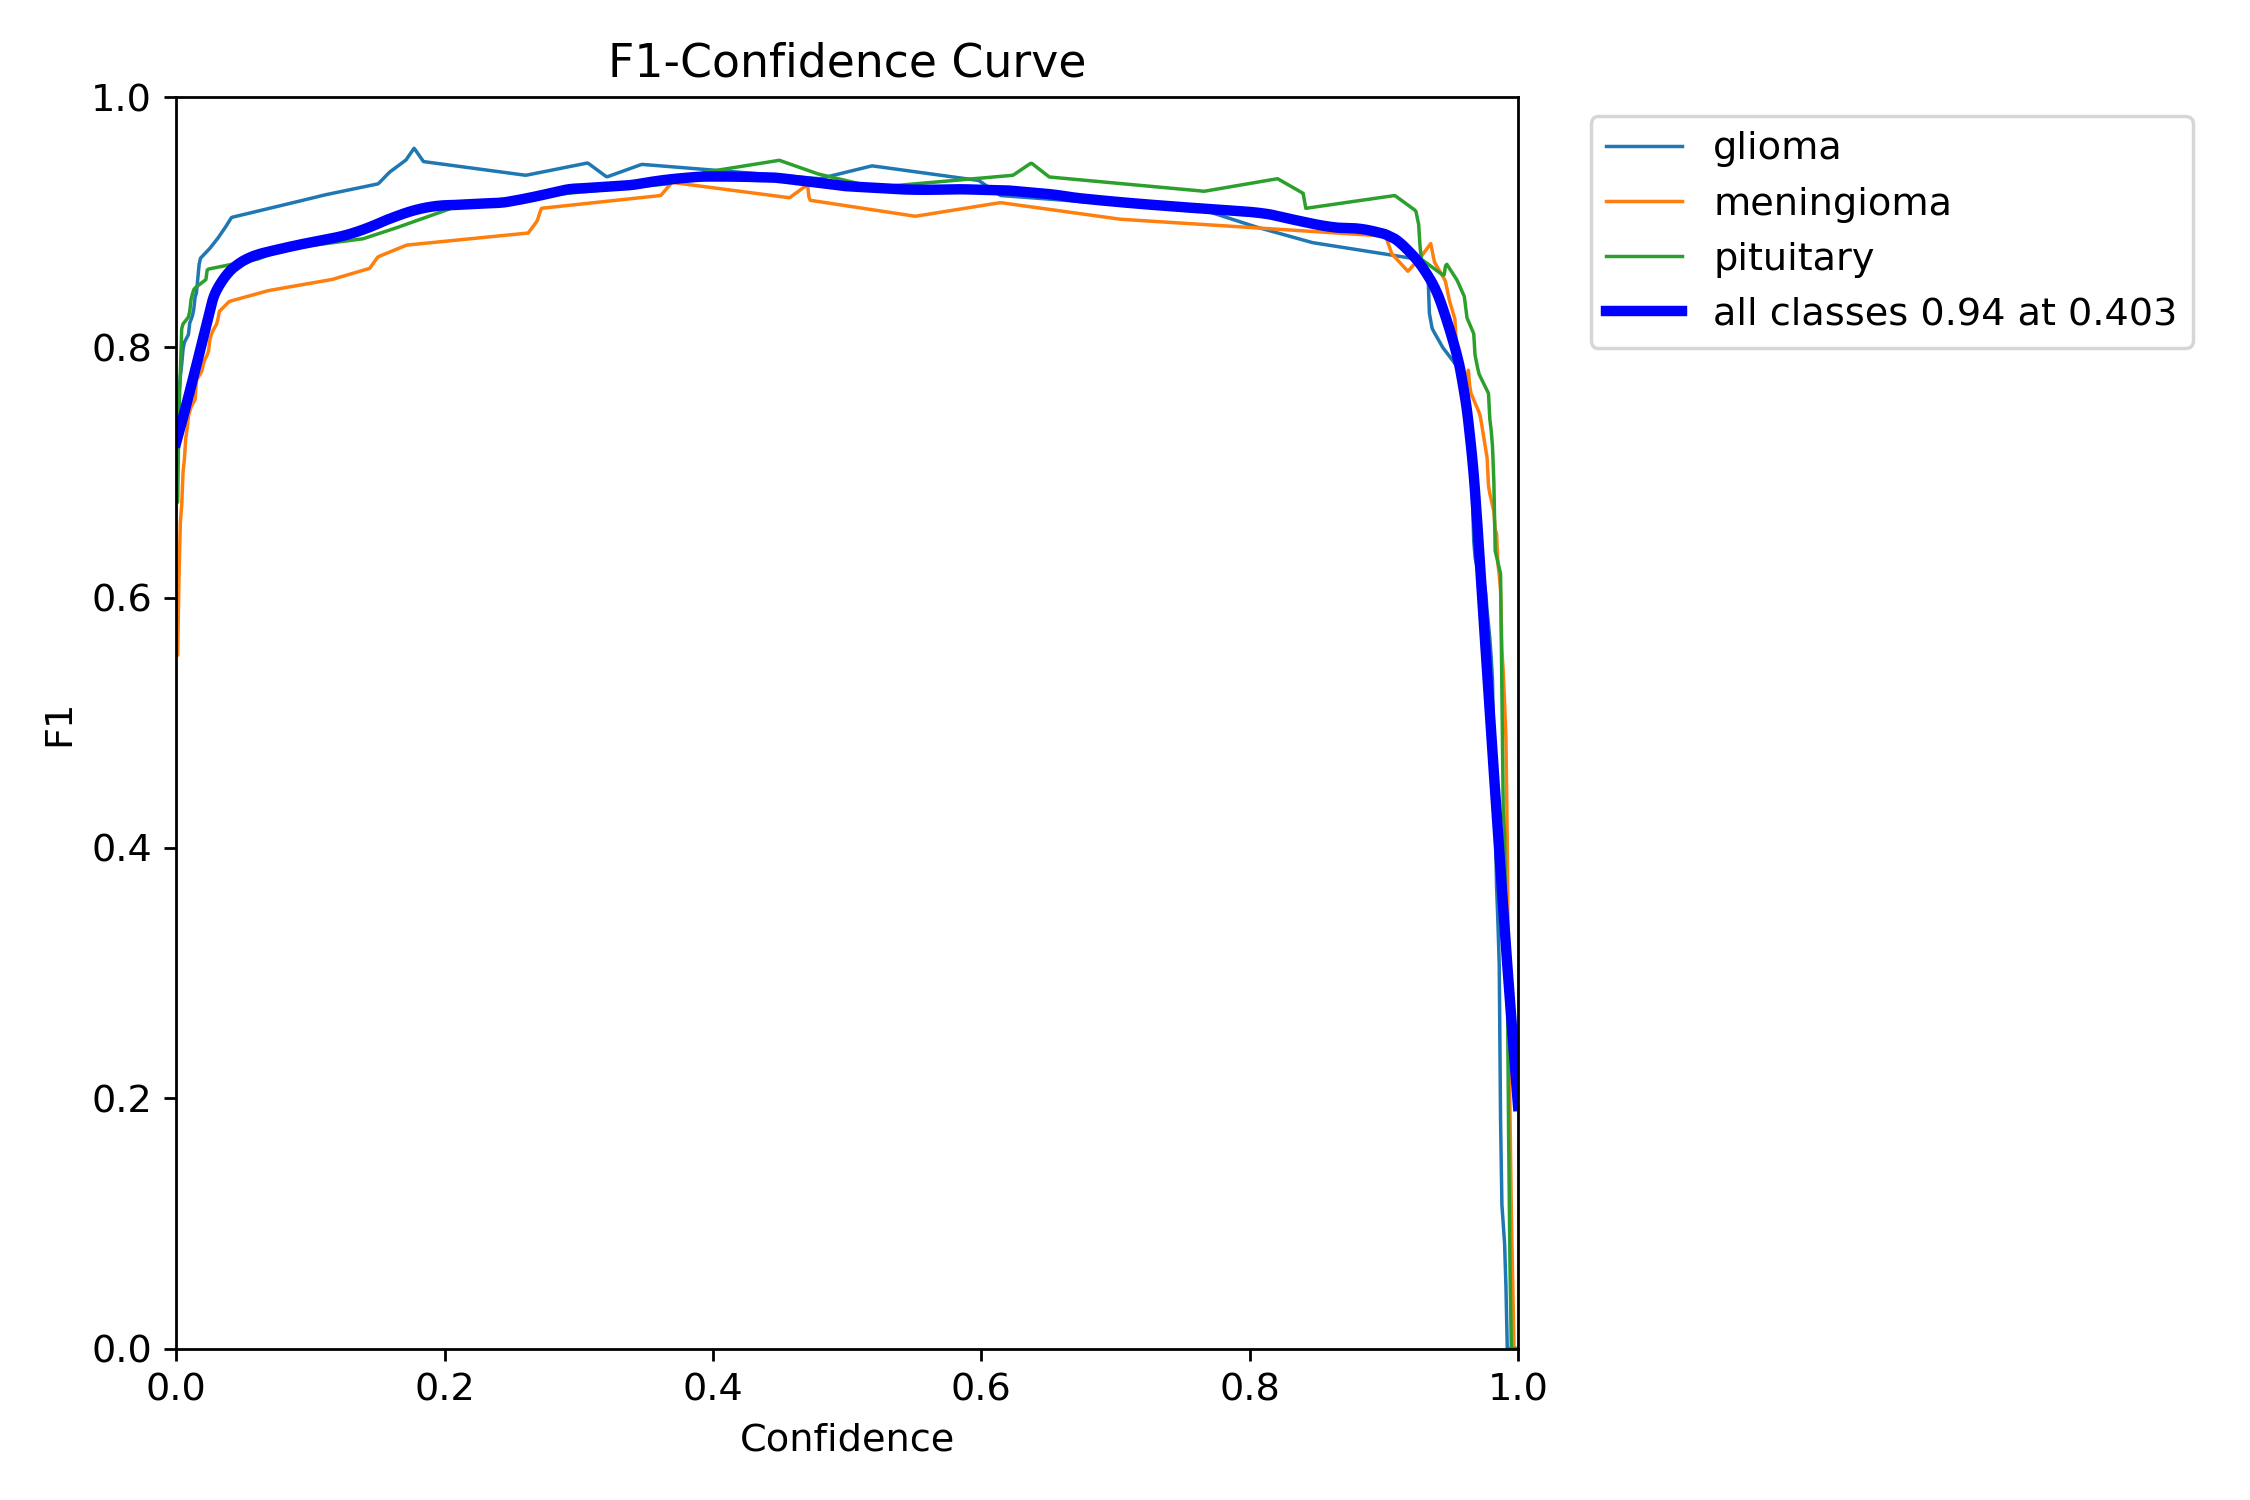 F1-Confidence Curve
glioma
meningioma
pituitary
all classes 0.94 at 0.403
F1
1.0
0.8
0.6
0.4
0.2
0.0
0.0 0.2 0.4 0.6 0.8 1.0
Confidence